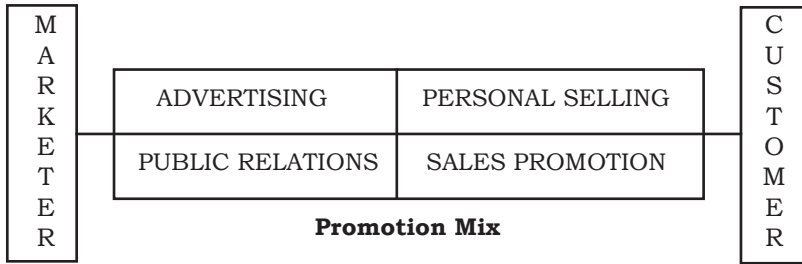 MARKETER
ADVERTISING
PERSONAL SELLING
PUBLIC RELATIONS
SALES PROMOTION
Promotion Mix
CUSTOMER